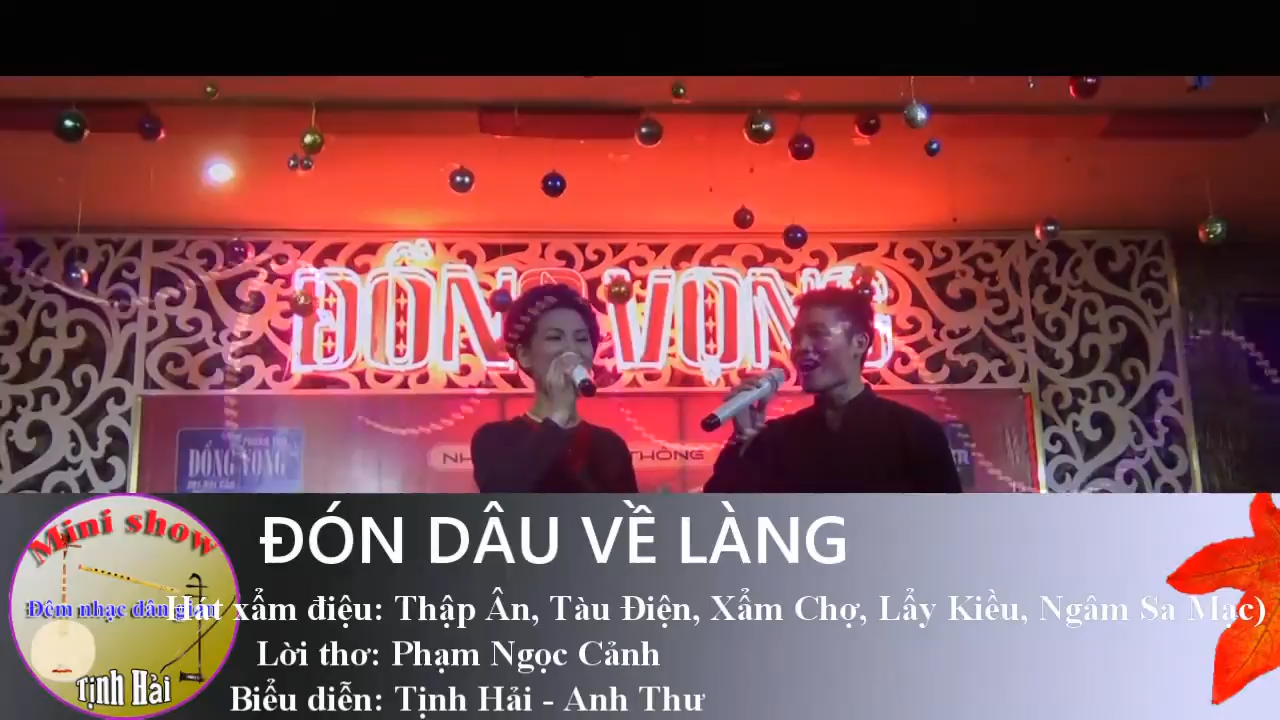 ĐỒNG VỌNG
ĐỒNG VỌNG
NH
THÔNG
Mini show
Đêm nhạc dân gian
Tịnh Hải
ĐÓN DÂU VỀ LÀNG
Hát xẩm điệu: Thập Ân, Tàu Điện, Xẩm Chợ, Lẩy Kiều, Ngâm Sa Mạc)
Lời thơ: Phạm Ngọc Cảnh
Biểu diễn: Tịnh Hải - Anh Thư